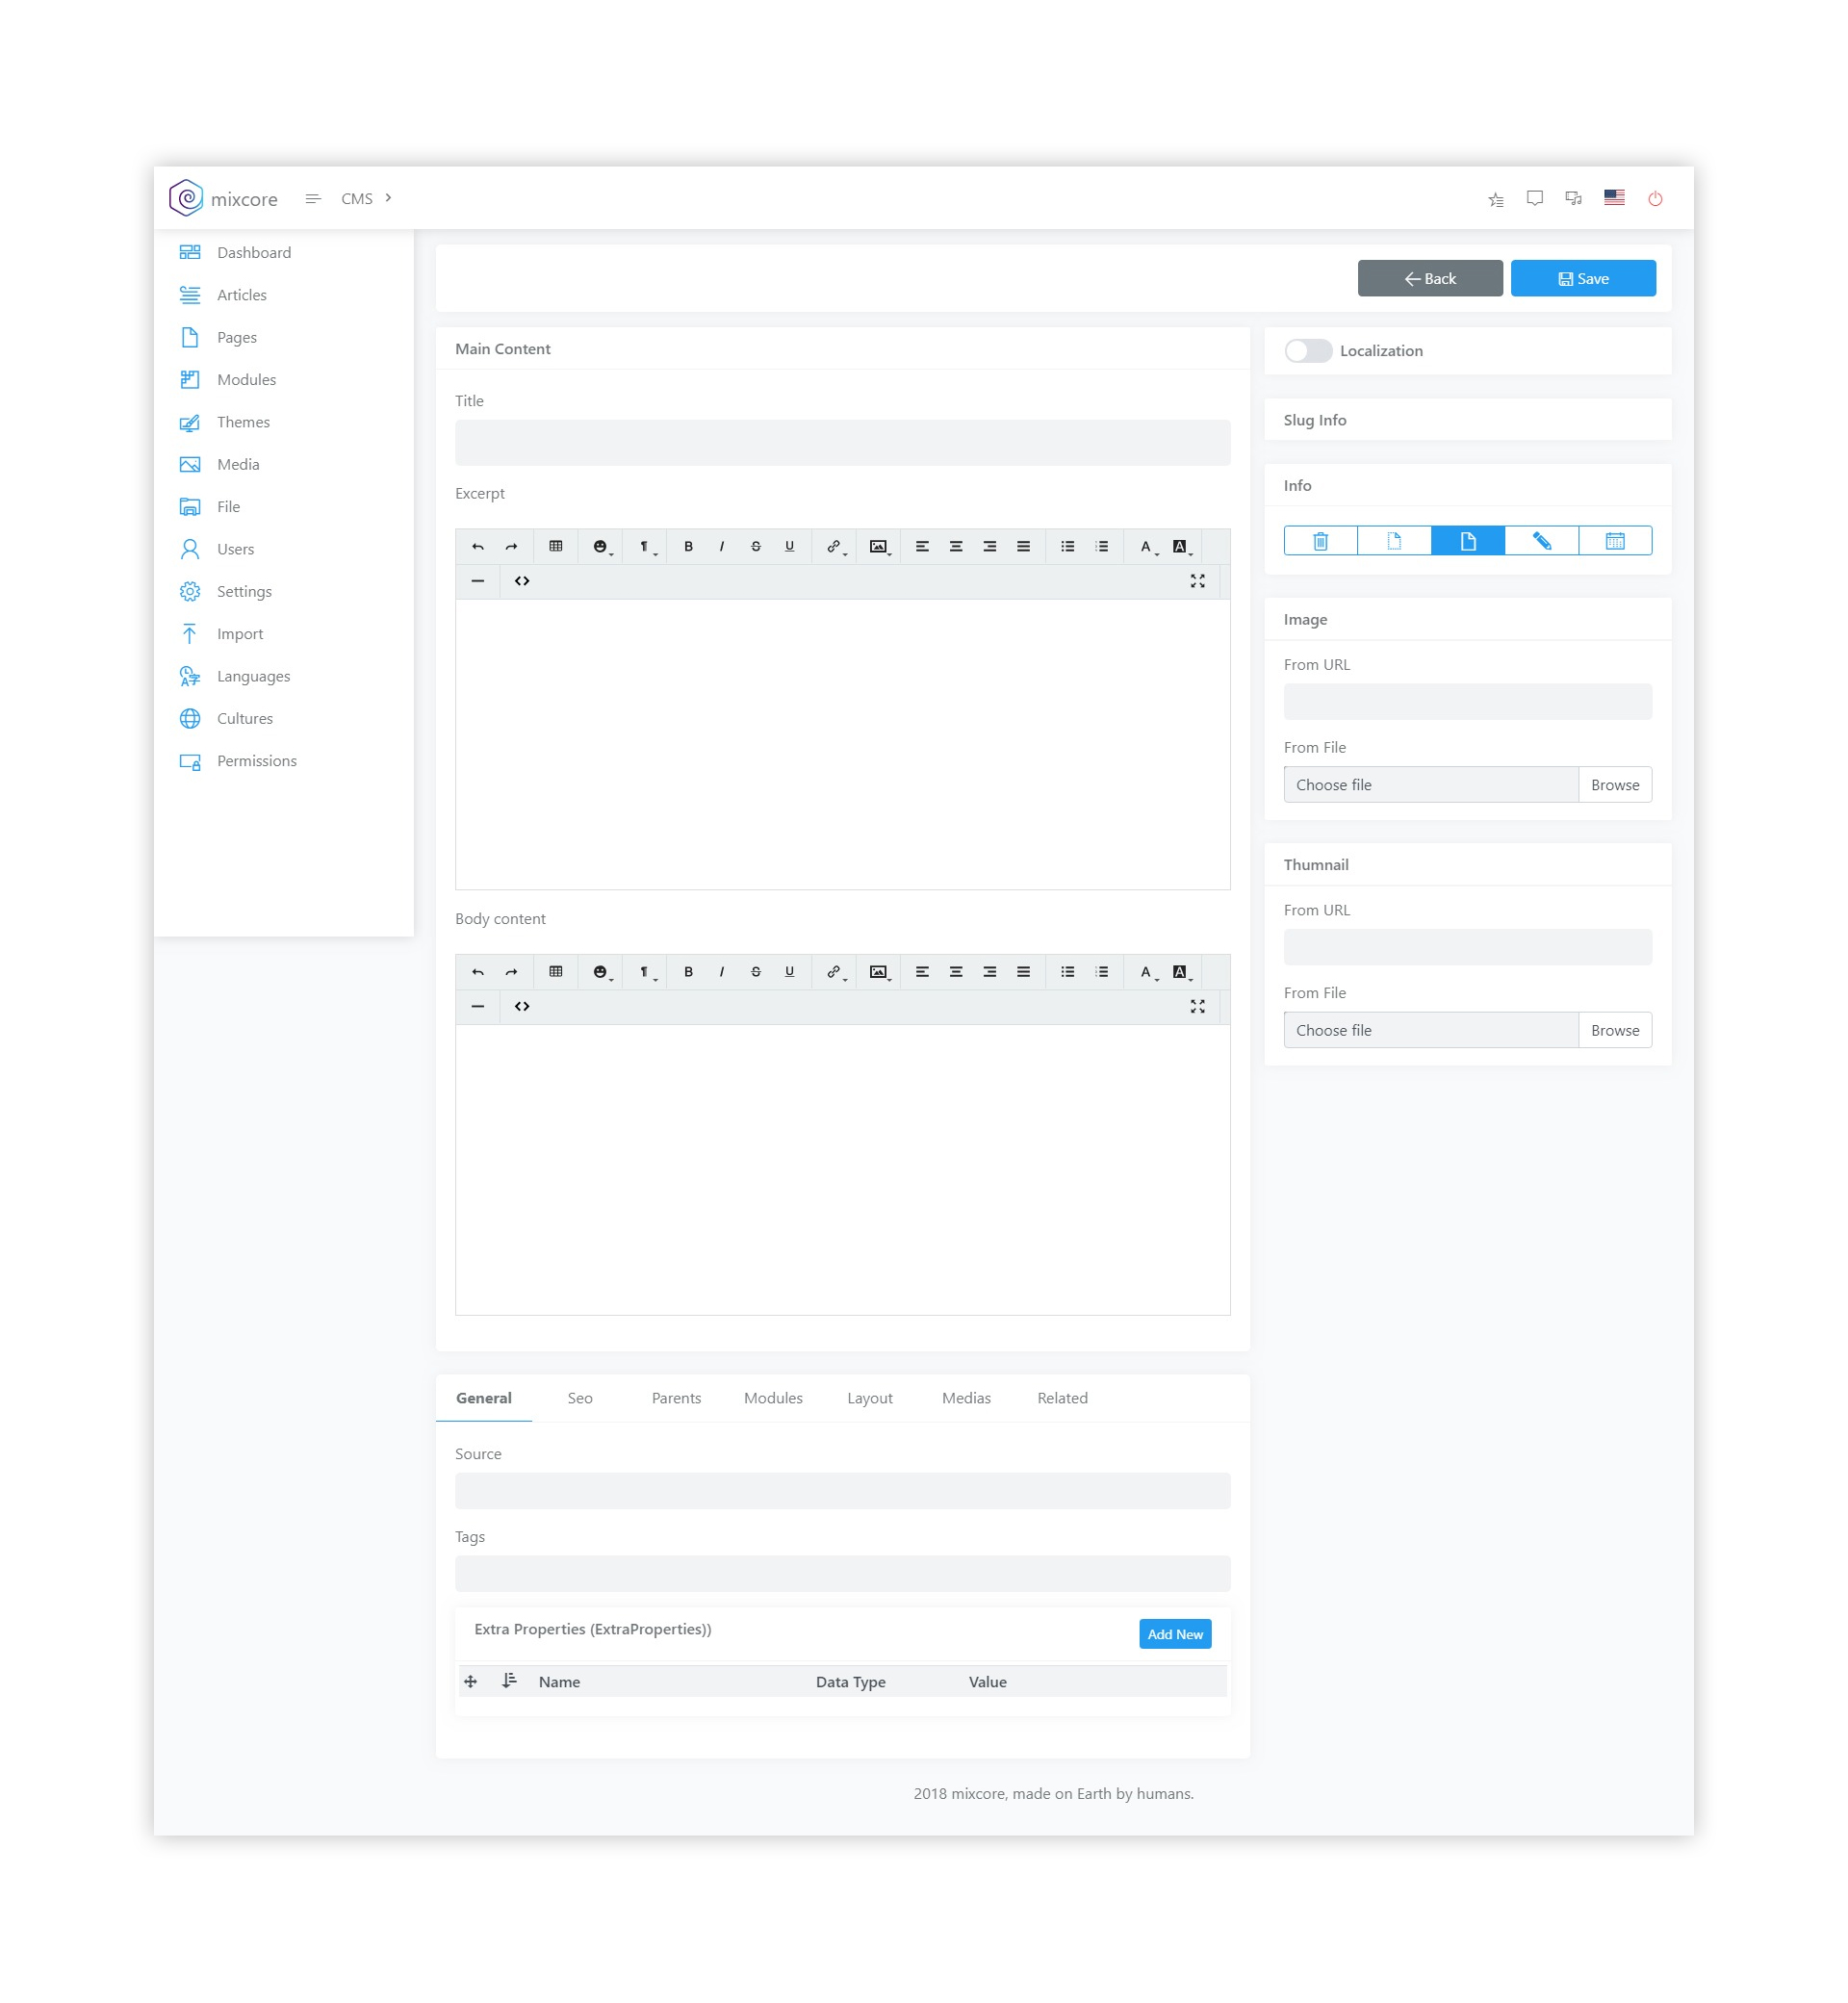 mixcore
CMS
Dashboard
Articles
Pages
Modules
Themes
Media
File
Users
Settings
Import
Languages
Cultures
Permissions
Back
Save
Main Content
Title
Excerpt
Body content
General Seo Parents Modules Layout Medias Related
Source
Tags
Extra Properties (ExtraProperties))
Add New
Name Data Type Value
Localization
Slug Info
Info
Image
From URL
From File
Choose file Browse
Thumnail
From URL
From File
Choose file Browse
2018 mixcore, made on Earth by humans.